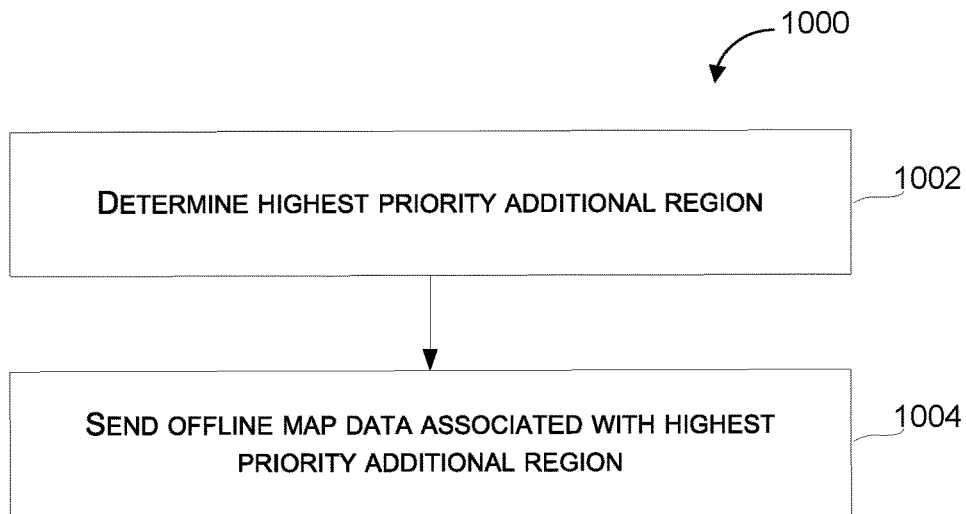 1000
DETERMINE HIGHEST PRIORITY ADDITIONAL REGION
1002
SEND OFFLINE MAP DATA ASSOCIATED WITH HIGHEST
PRIORITY ADDITIONAL REGION
1004